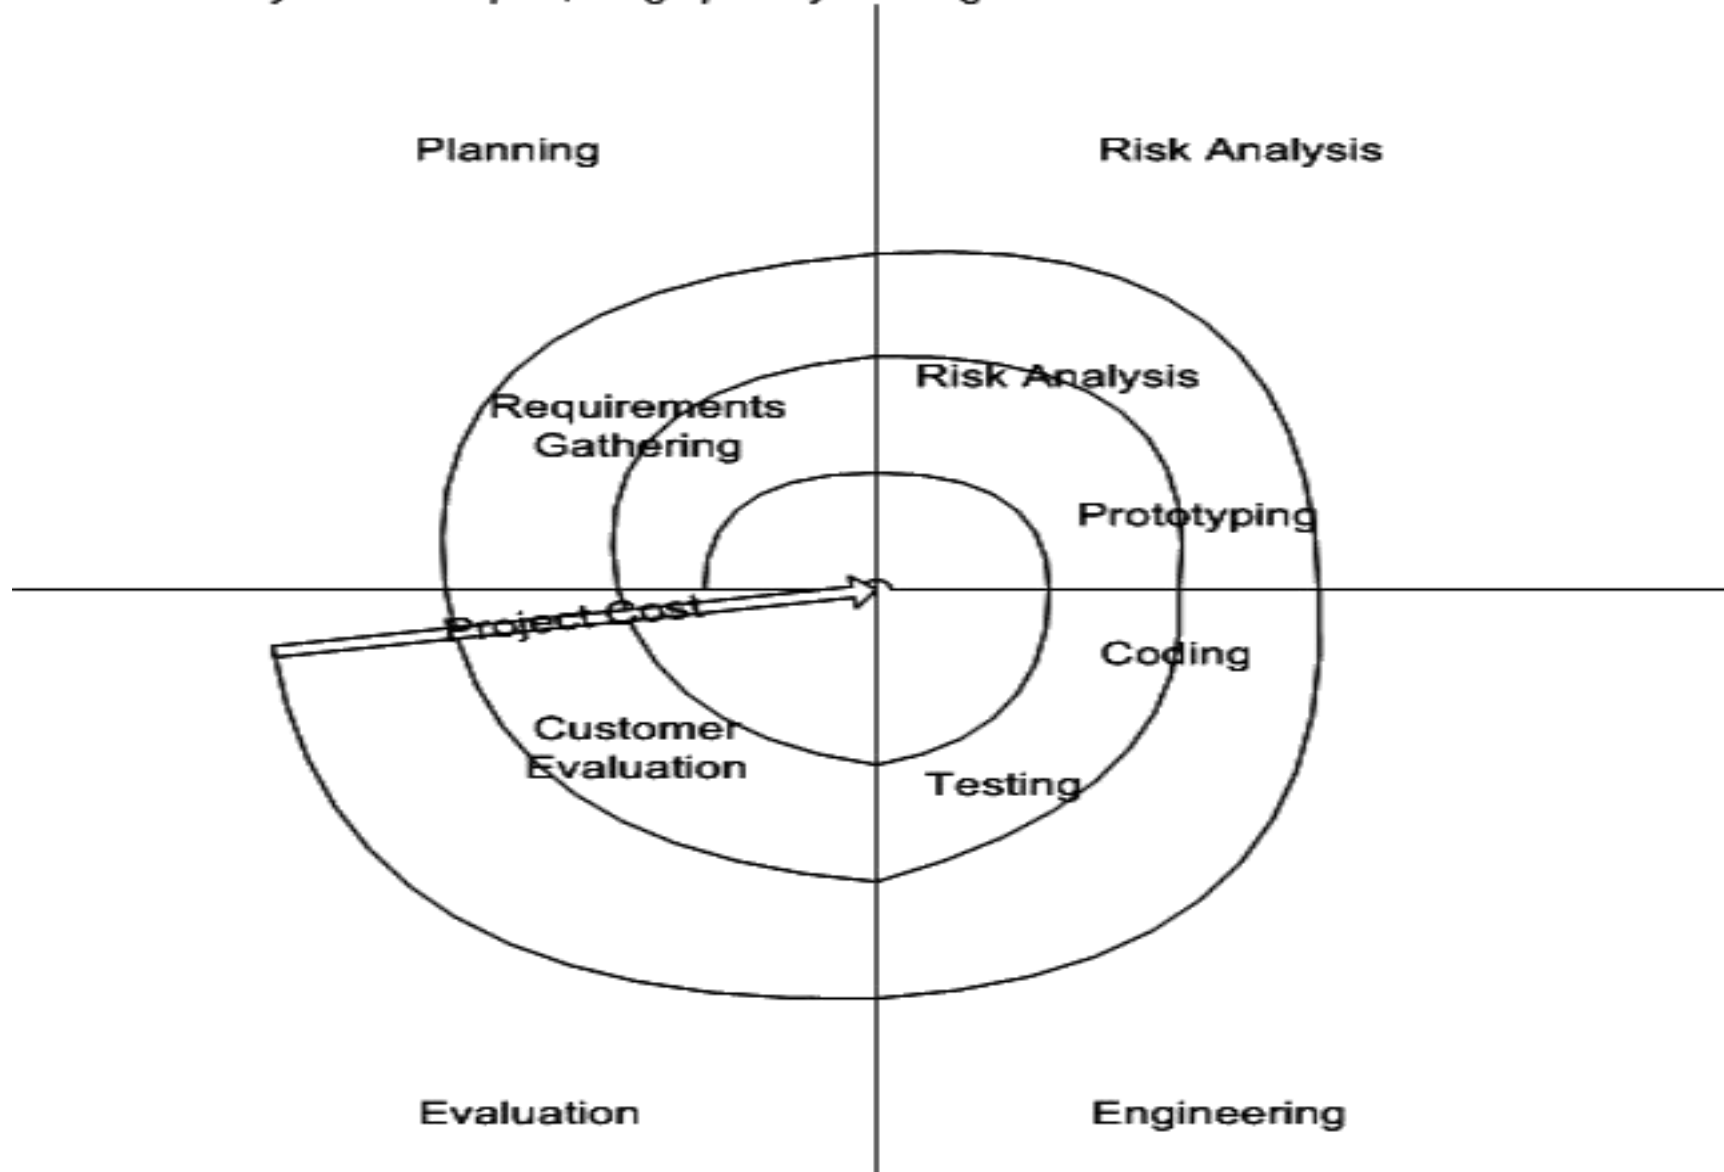 Planning
Risk Analysis
Risk Analysis
Requirements
Gathering
Prototyping
Project Cost
Coding
Customer
Evaluation
Testing
Evaluation
Engineering